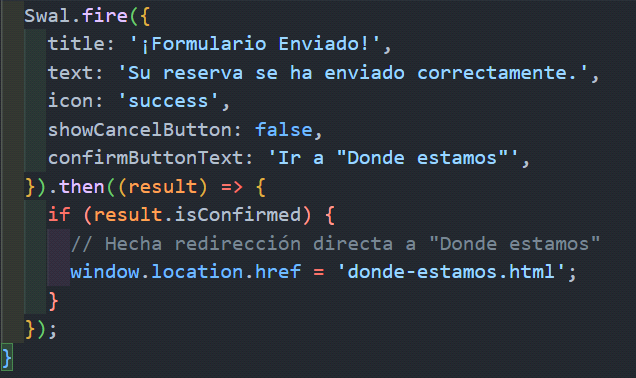 Swal.fire({
title: '¡Formulario Enviado!',
text: 'Su reserva se ha enviado correctamente.',
icon: 'success',
showCancelButton: false,
confirmButtonText: 'Ir a "Donde estamos"',
}).then((result) => {
if (result.isConfirmed) {
// Hecha redirección directa a "Donde estamos"
window.location.href = 'donde-estamos.html';
}
});
}